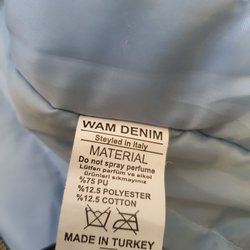 WAM DENIM
Steyled in Italy
MATERIAL
Do not spray perfuma
Lütfen parfüm ve alkol
ürünleri sıkmayınız
%75 PU
%12.5 POLYESTER
%12.5 COTTON
MADE IN TURKEY